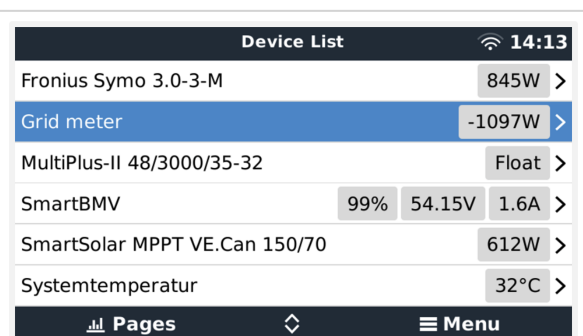 Device List 14:13
Fronius Symo 3.0-3-M 845W
Grid meter -1097W
MultiPlus-II 48/3000/35-32 Float
SmartBMV 99% 54.15V 1.6A
SmartSolar MPPT VE.Can 150/70 612W
Systemtemperatur 32°C
Pages Menu